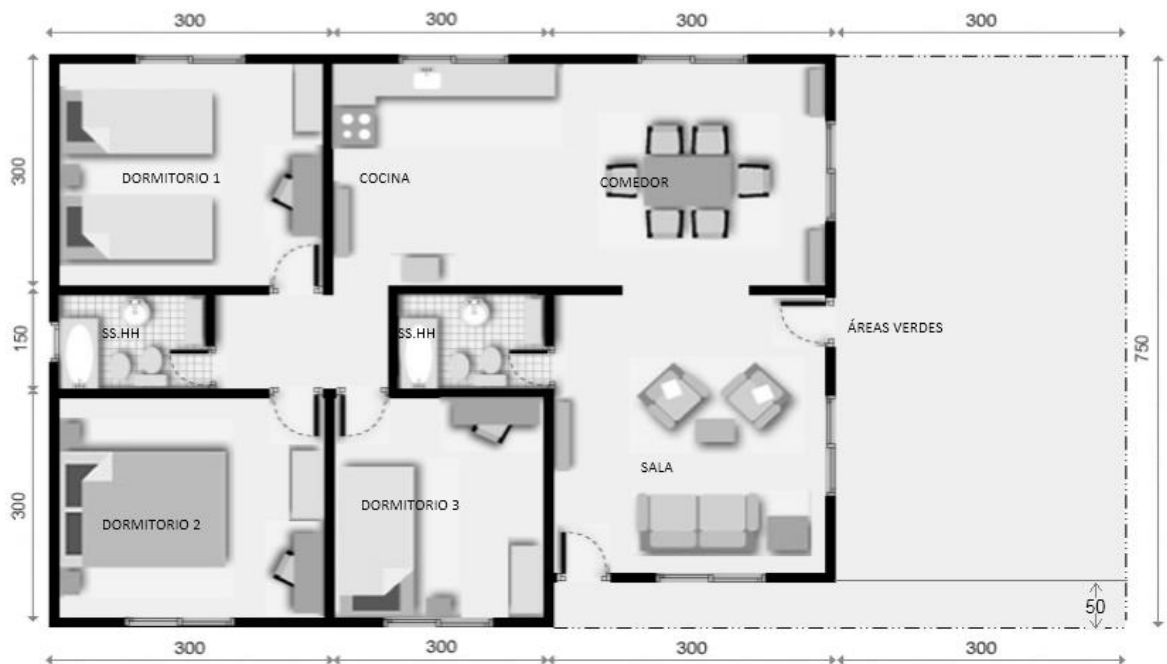 300 300 300 300
300
DORMITORIO 1
COCINA
COMEDOR
150
SS.HH
SS.HH
ÁREAS VERDES
750
300
SALA
DORMITORIO 2
DORMITORIO 3
50
300 300 300 300